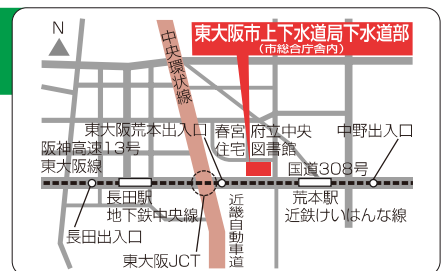 N
東大阪市上下水道局下水道部
(市総合庁舎内)
中央環状線
東大阪荒本出入口
春宮住宅
府立中央図書館
中野出入口
阪神高速13号
東大阪線
国道308号
長田駅
地下鉄中央線
荒本駅
近鉄けいはんな線
長田出入口
近畿自動車道
東大阪JCT